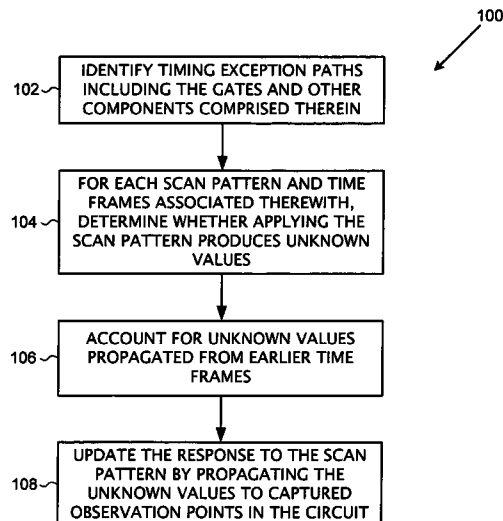 100
102
IDENTIFY TIMING EXCEPTION PATHS
INCLUDING THE GATES AND OTHER
COMPONENTS COMPRISED THEREIN
104
FOR EACH SCAN PATTERN AND TIME
FRAMES ASSOCIATED THEREWITH,
DETERMINE WHETHER APPLYING THE
SCAN PATTERN PRODUCES UNKNOWN
VALUES
106
ACCOUNT FOR UNKNOWN VALUES
PROPAGATED FROM EARLIER TIME
FRAMES
108
UPDATE THE RESPONSE TO THE SCAN
PATTERN BY PROPAGATING THE
UNKNOWN VALUES TO CAPTURED
OBSERVATION POINTS IN THE CIRCUIT